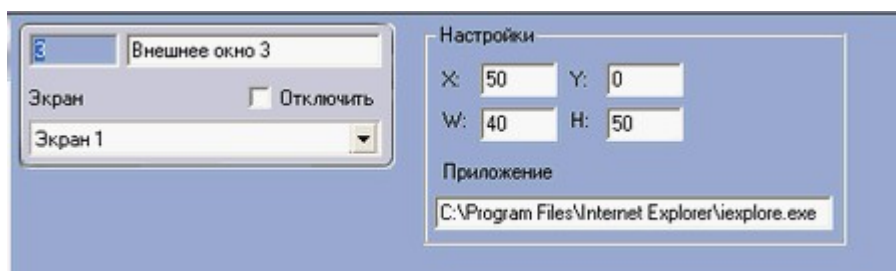 3 Внешнее окно 3
Экран Отключить
Экран 1
Настройки
X: 50 Y: 0
W: 40 H: 50
Приложение
C:\Program Files\Internet Explorer\iexplore.exe